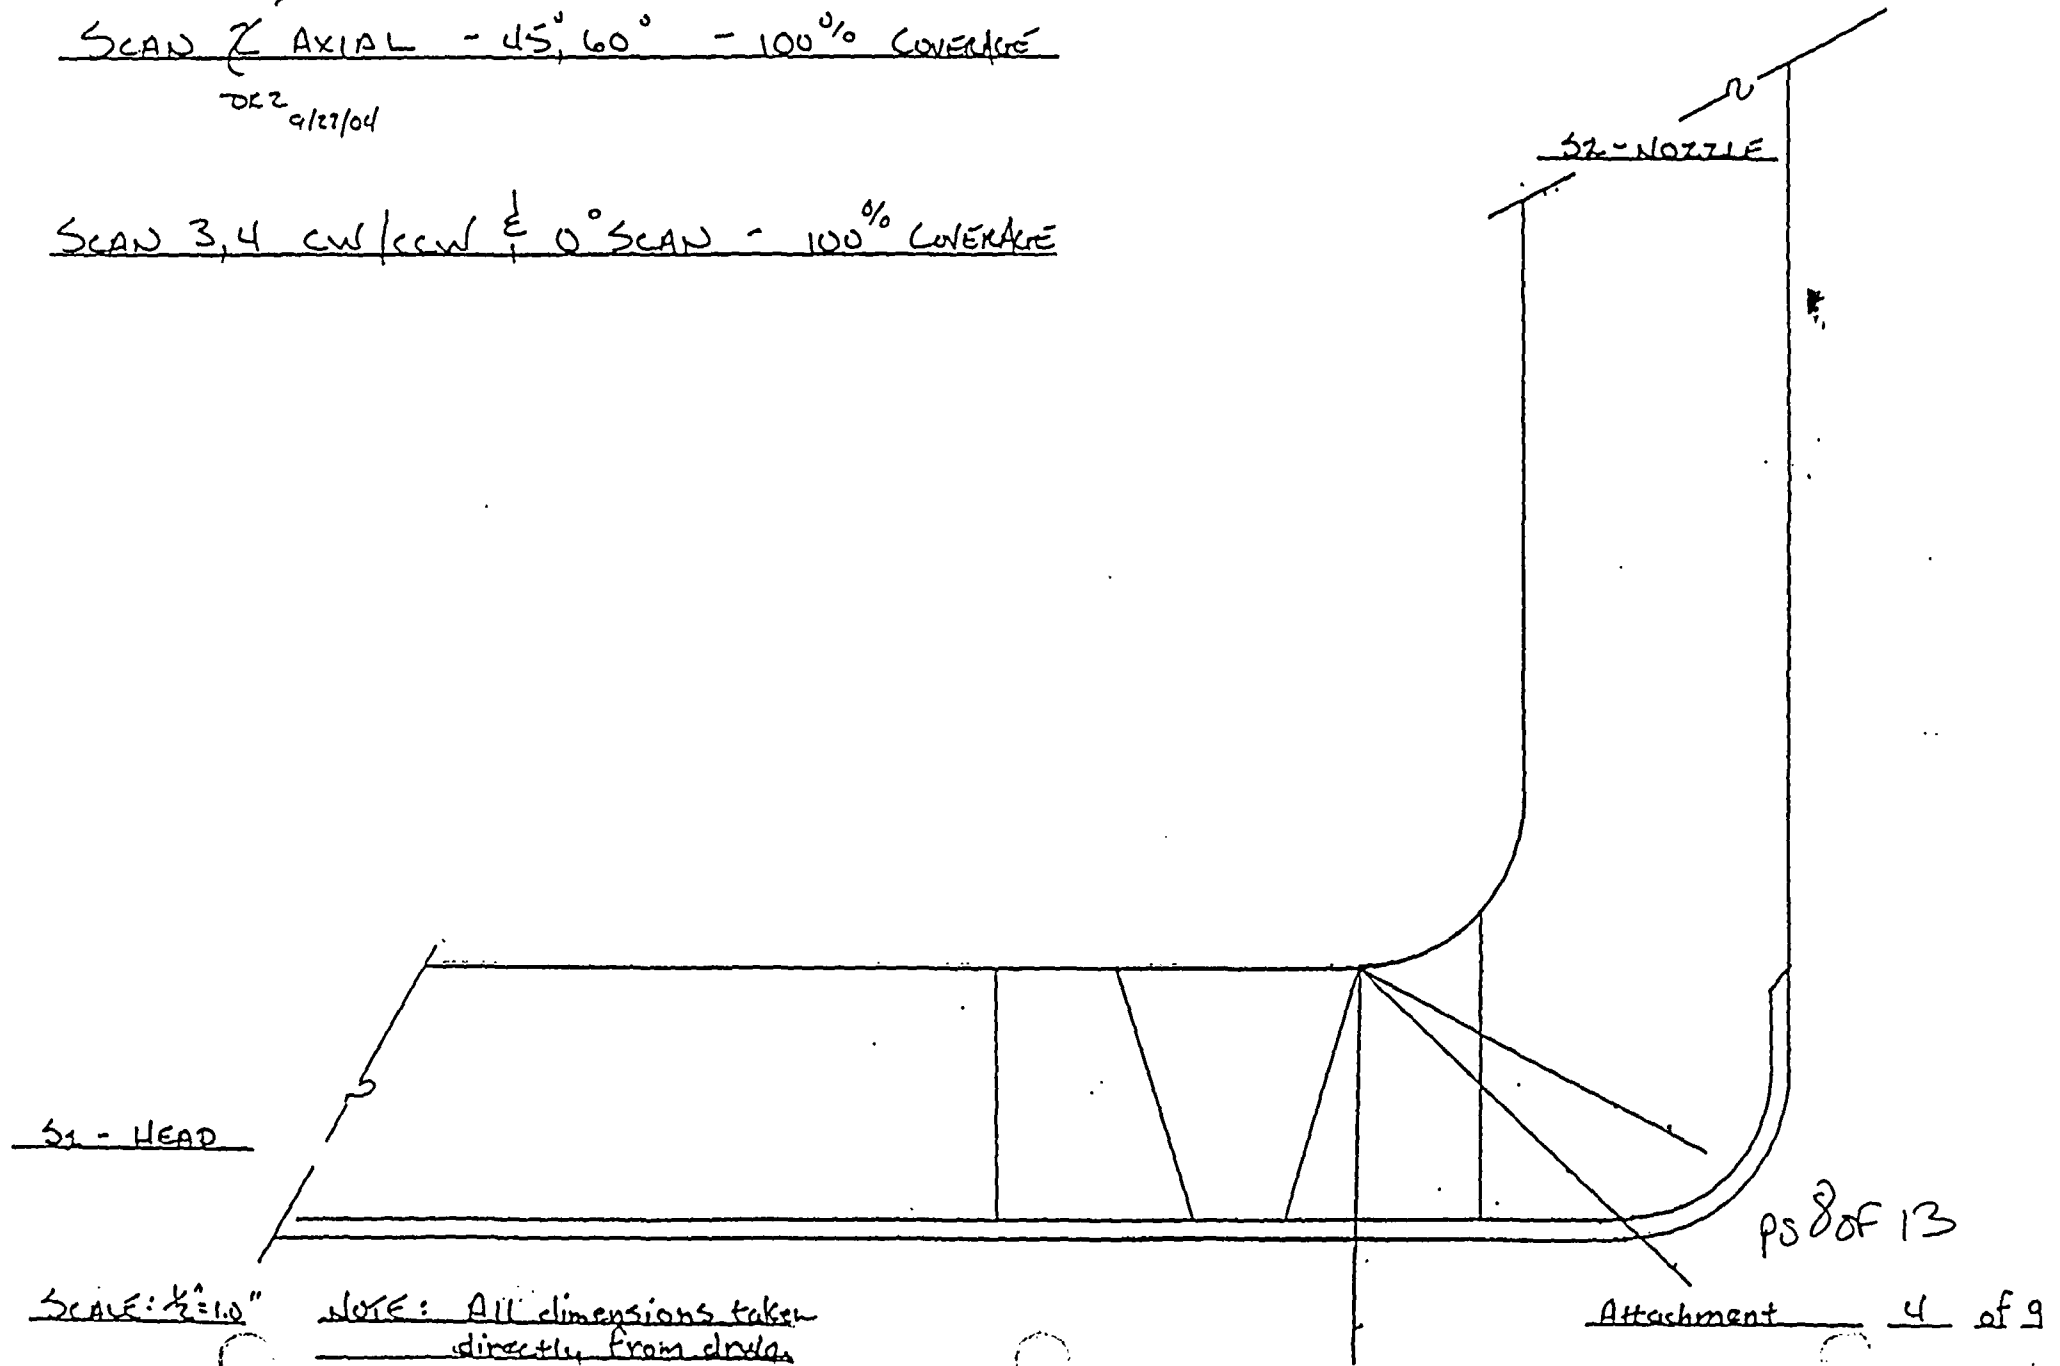 SCAN 2 AXIAL - 45°, 60° - 100% COVERAGE
9/27/04
S2-NOZZLE
SCAN 3,4 CW/CCW & 0° SCAN - 100% COVERAGE
S1 - HEAD
pg 8 OF 13
SCALE: ½"=1.0"
NOTE: All dimensions taken
directly from drwg.
Attachment 4 of 9